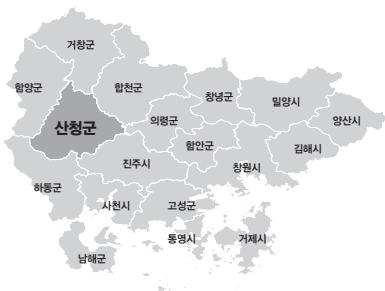 거창군
함양군
합천군
창녕군
밀양시
양산시
산청군
의령군
함안군
김해시
진주시
창원시
하동군
사천시
고성군
통영시
거제시
남해군